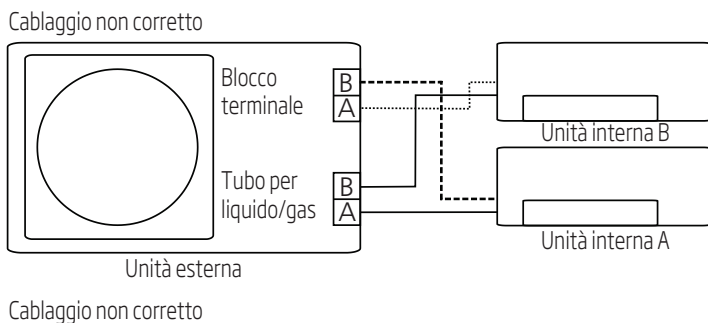 Cablaggio non corretto
Blocco
terminale
B
A
Tubo per
liquido/gas
B
A
Unità esterna
Unità interna B
Unità interna A
Cablaggio non corretto